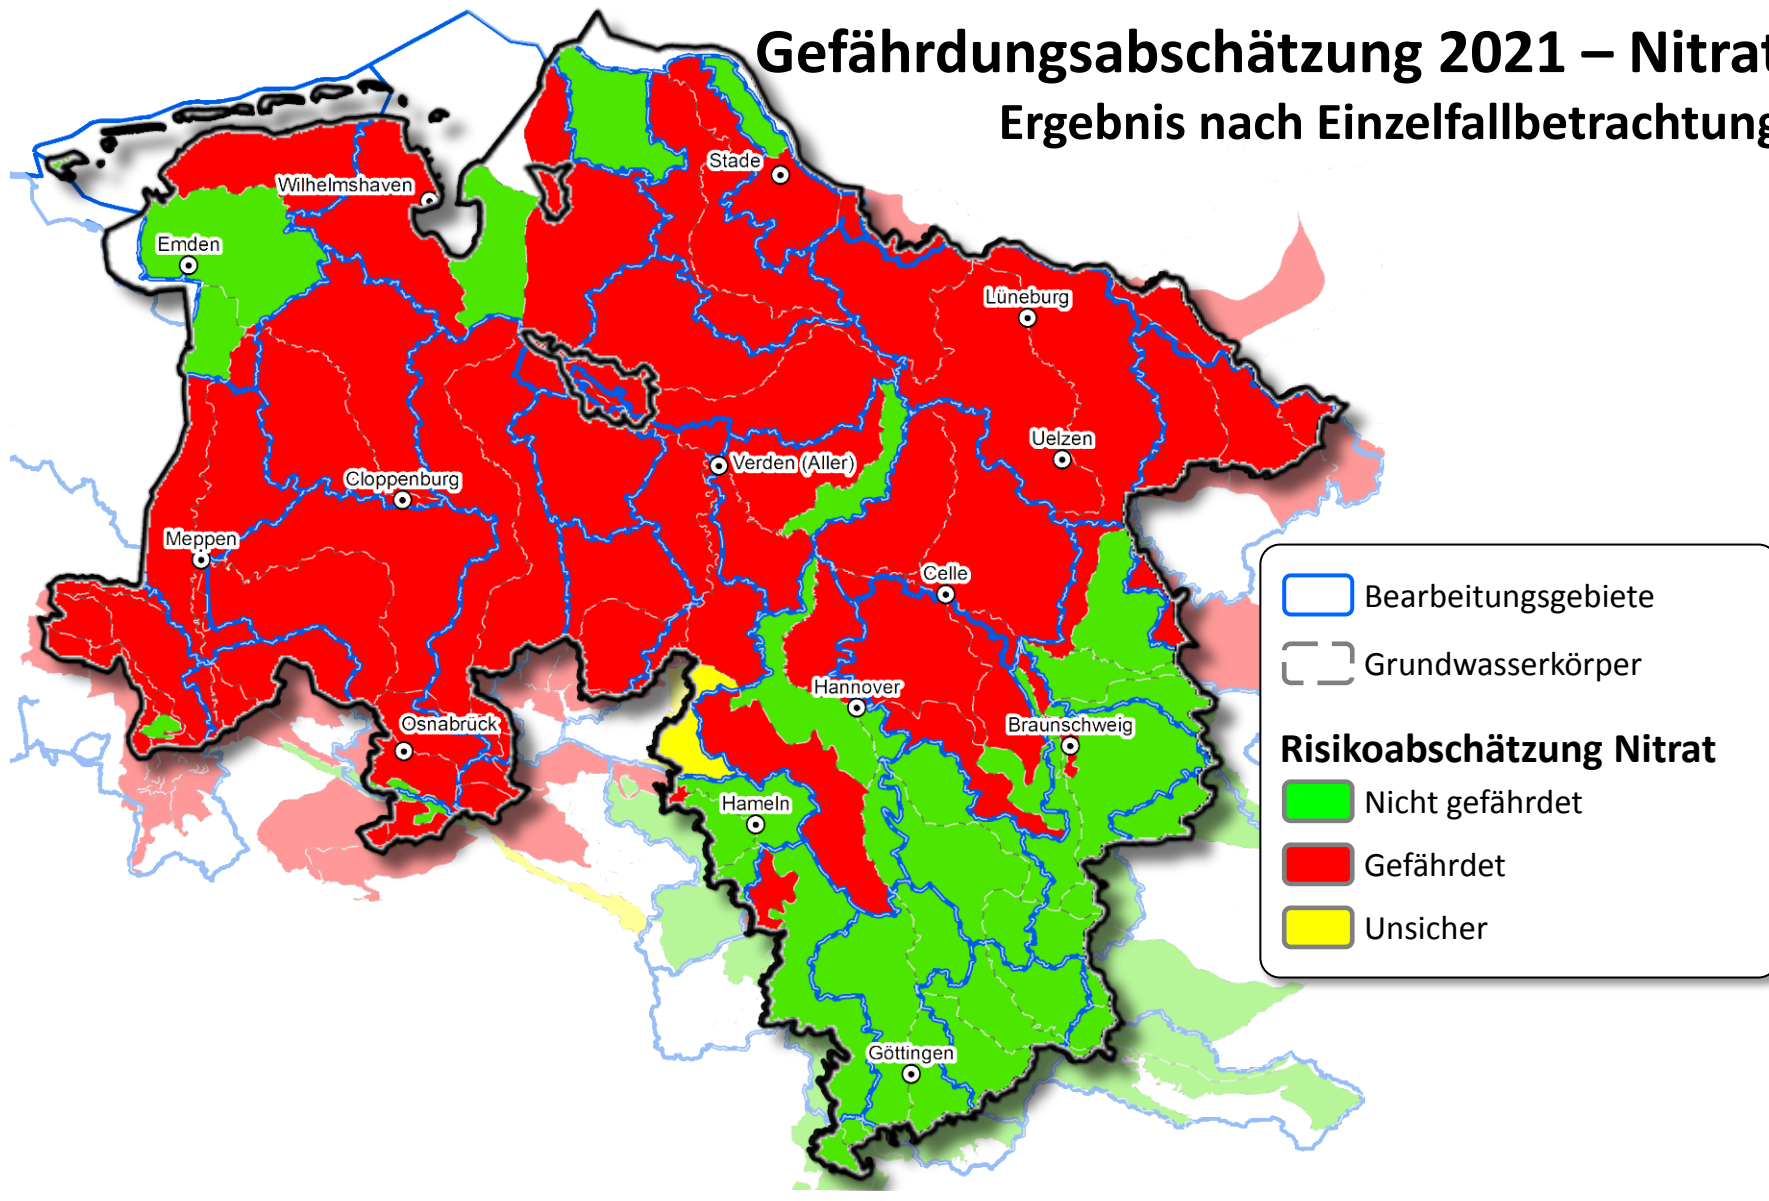 Gefährdungsabschätzung 2021 – Nitrat
Ergebnis nach Einzelfallbetrachtung
Stade
Wilhelmshaven
Emden
Lüneburg
Uelzen
Verden (Aller)
Cloppenburg
Meppen
Celle
Hannover
Osnabrück
Braunschweig
Hameln
Göttingen
Bearbeitungsgebiete
Grundwasserkörper
Risikoabschätzung Nitrat
Nicht gefährdet
Gefährdet
Unsicher